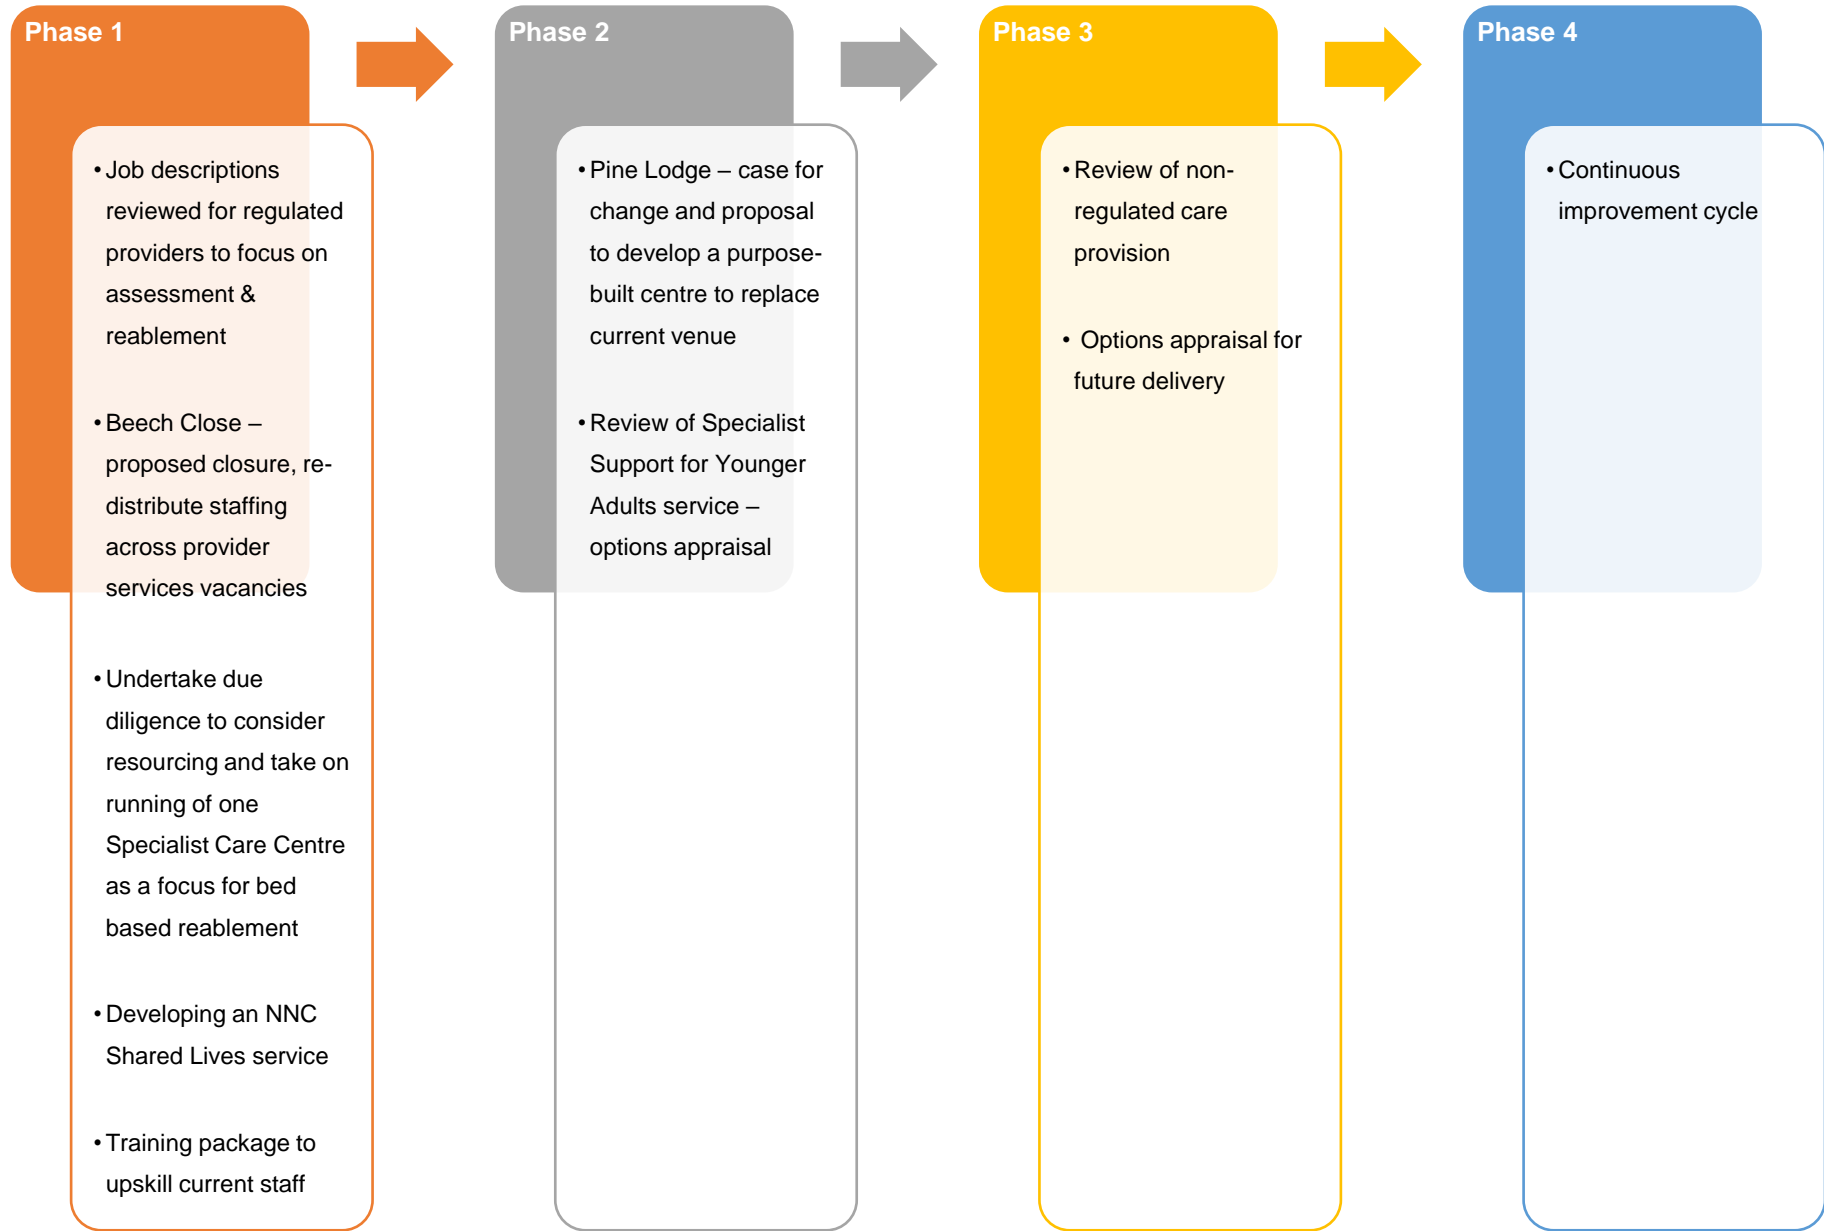 Phase 1
• Job descriptions
reviewed for regulated
providers to focus on
assessment &
reablement
• Beech Close –
proposed closure, re-
distribute staffing
across provider
services vacancies
• Undertake due
diligence to consider
resourcing and take on
running of one
Specialist Care Centre
as a focus for bed
based reablement
• Developing an NNC
Shared Lives service
• Training package to
upskill current staff
Phase 2
• Pine Lodge – case for
change and proposal
to develop a purpose-
built centre to replace
current venue
• Review of Specialist
Support for Younger
Adults service –
options appraisal
Phase 3
• Review of non-
regulated care
provision
• Options appraisal for
future delivery
Phase 4
• Continuous
improvement cycle